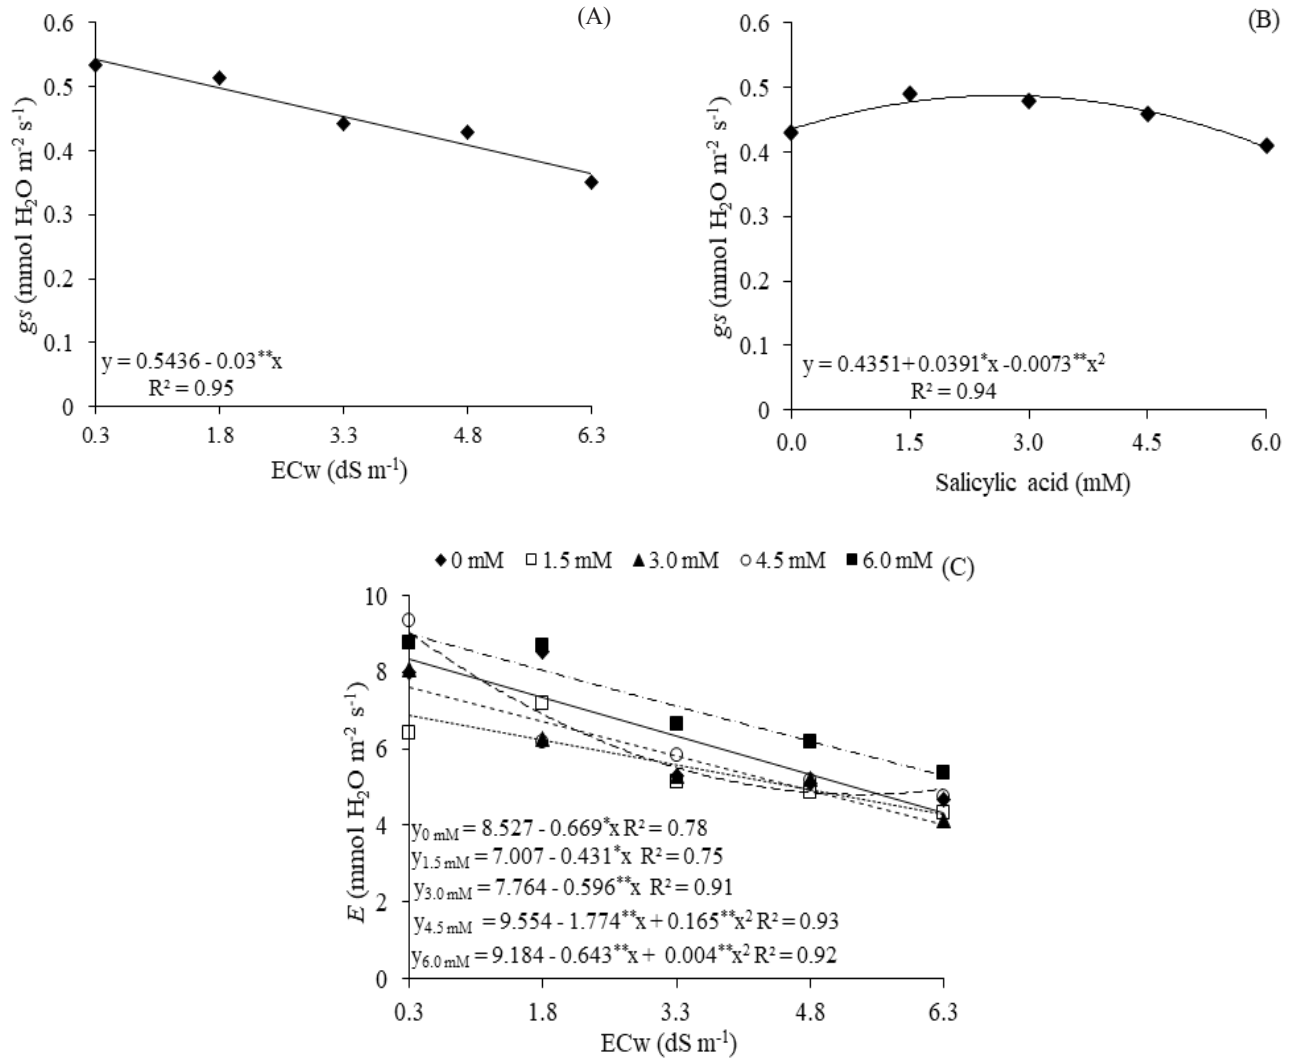 (A)
0.6
0.5
0.4
0.3
0.2
0.1
0
gs (mmol H₂O m⁻² s⁻¹)
y = 0.5436 - 0.03**x
R² = 0.95
0.3 1.8 3.3 4.8 6.3
ECw (dS m⁻¹)
(B)
0.6
0.5
0.4
0.3
0.2
0.1
0
gs (mmol H₂O m⁻² s⁻¹)
y = 0.4351+ 0.0391*x -0.0073**x²
R² = 0.94
0.0 1.5 3.0 4.5 6.0
Salicylic acid (mM)
0 mM 1.5 mM 3.0 mM 4.5 mM 6.0 mM (C)
10
8
6
4
2
0
E (mmol H₂O m⁻² s⁻¹)
y0 mM = 8.527 - 0.669*x R² = 0.78
y1.5 mM = 7.007 - 0.431*x R² = 0.75
y3.0 mM = 7.764 - 0.596**x R² = 0.91
y4.5 mM = 9.554 - 1.774**x + 0.165**x² R² = 0.93
y6.0 mM = 9.184 - 0.643**x + 0.004**x² R² = 0.92
0.3 1.8 3.3 4.8 6.3
ECw (dS m⁻¹)